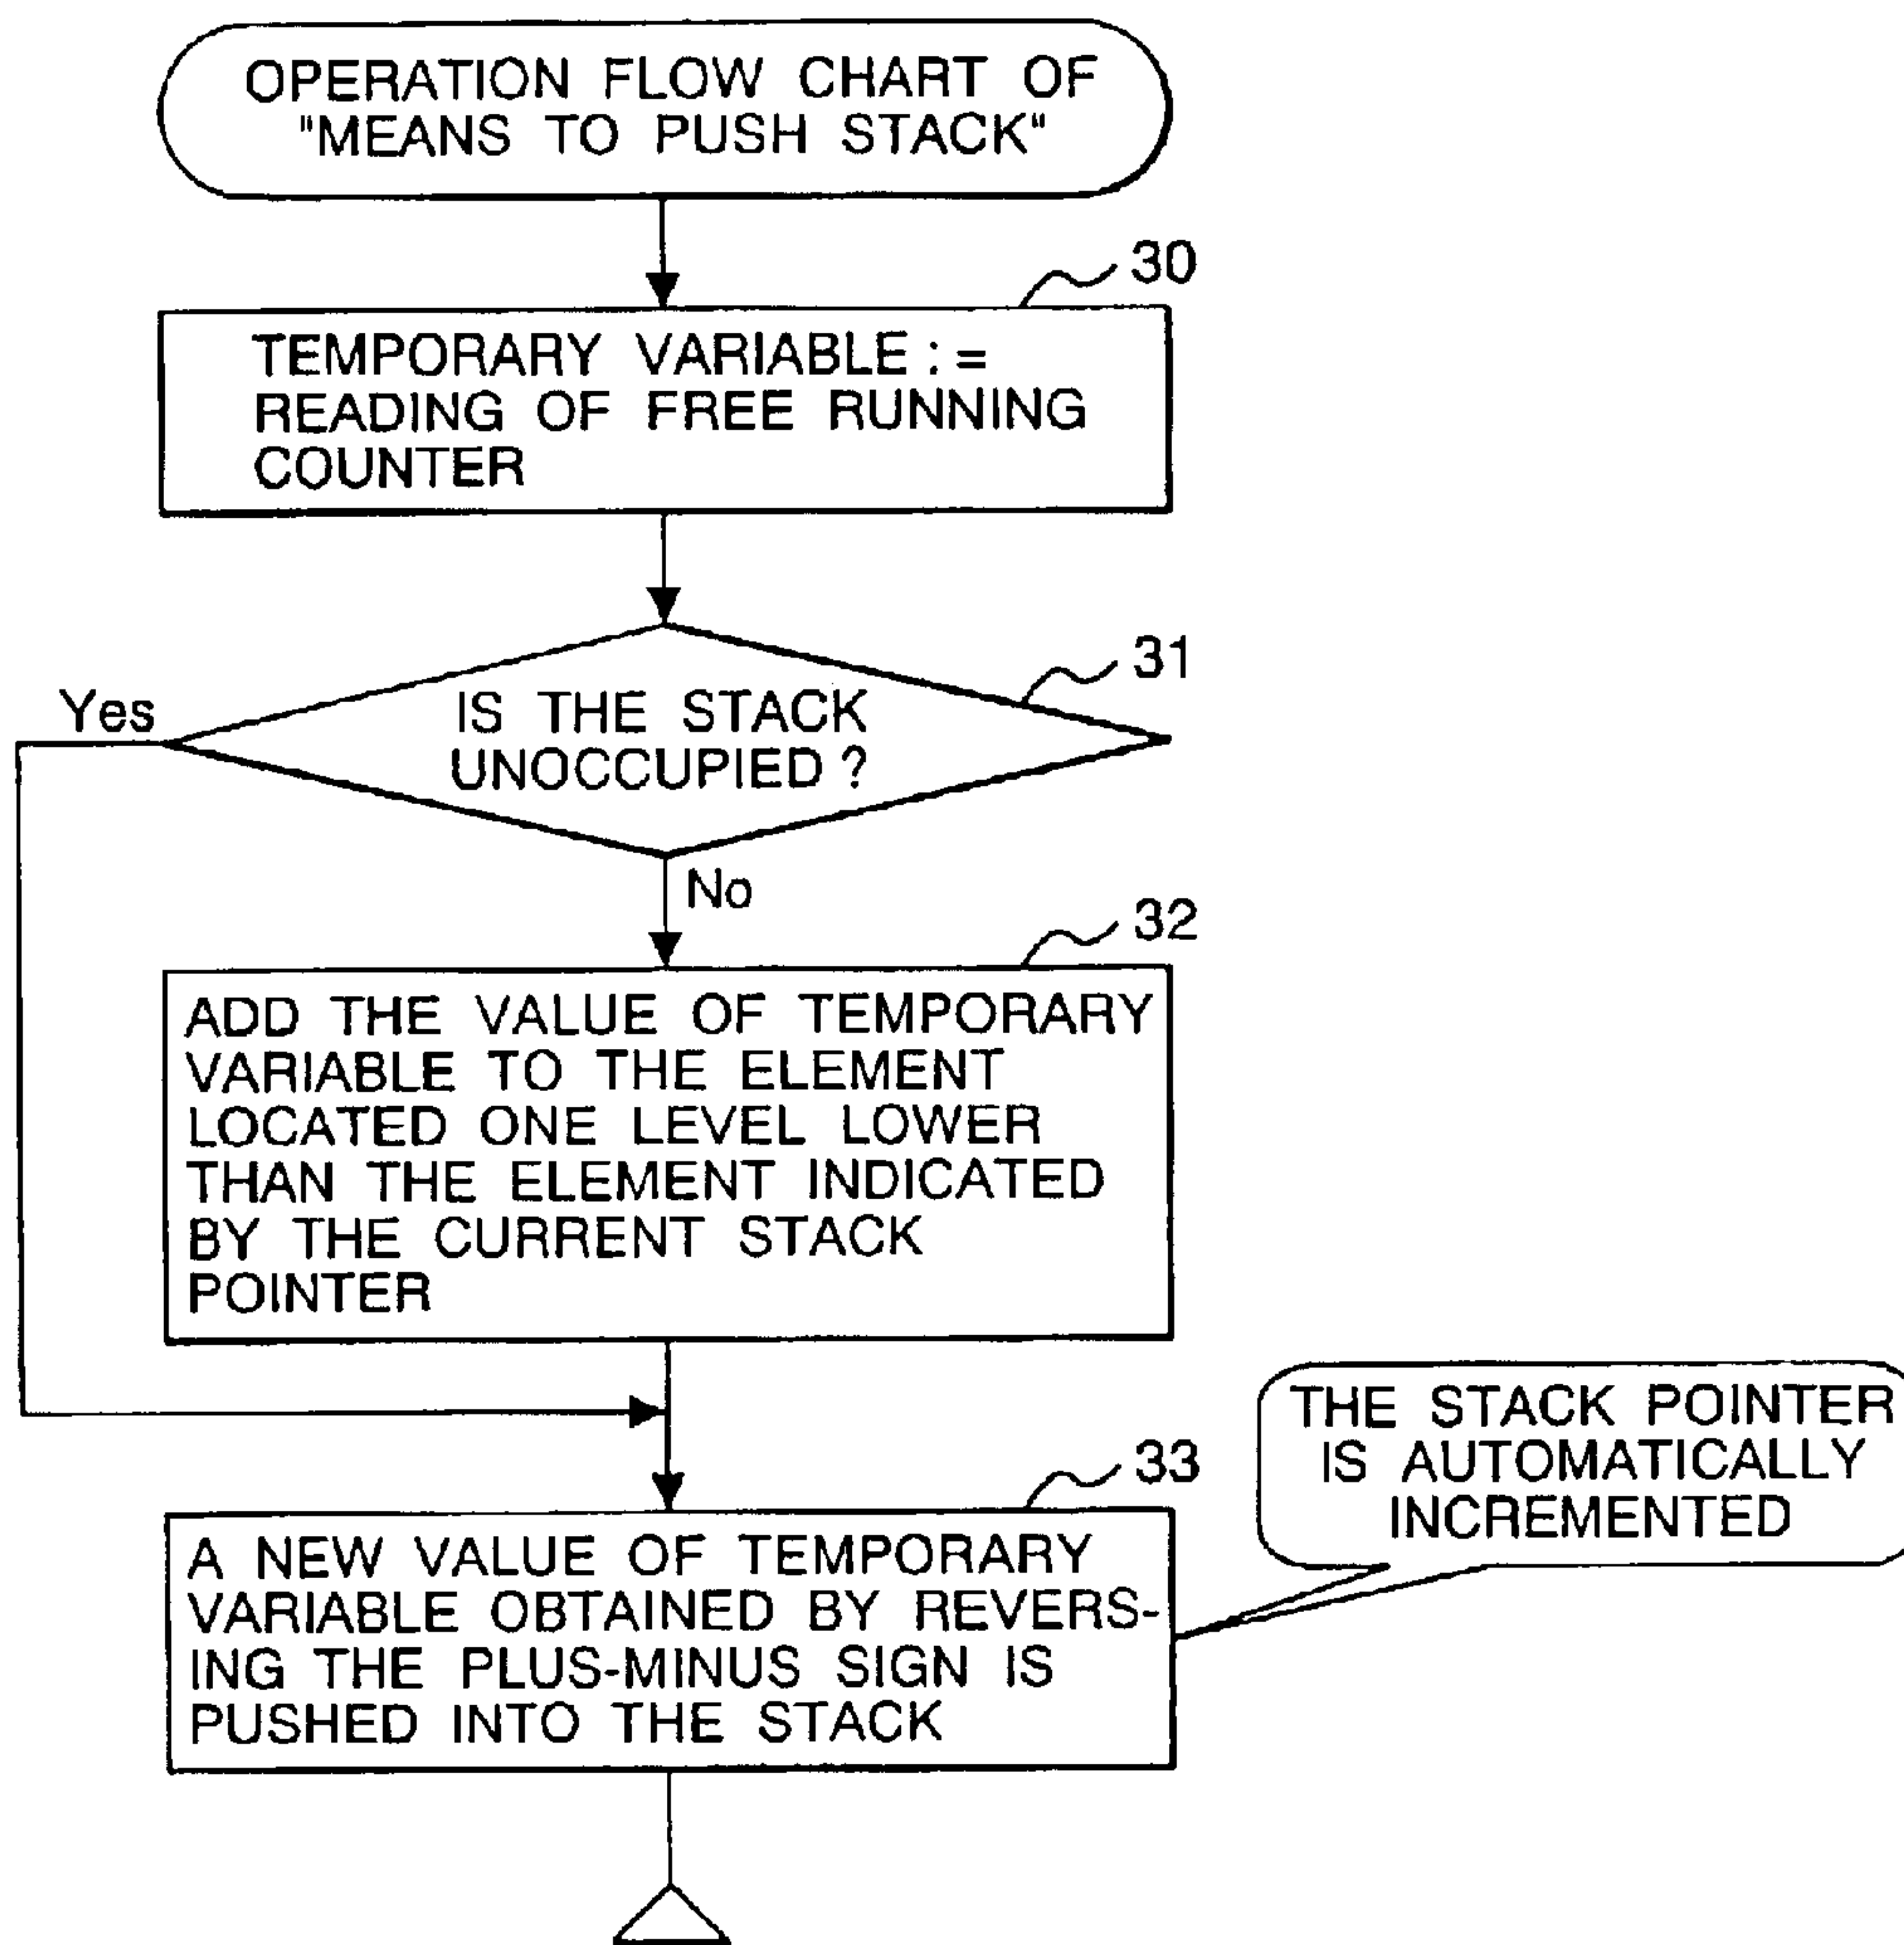 OPERATION FLOW CHART OF
"MEANS TO PUSH STACK"
30
TEMPORARY VARIABLE : =
READING OF FREE RUNNING
COUNTER
31
Yes
IS THE STACK
UNOCCUPIED ?
No
32
ADD THE VALUE OF TEMPORARY
VARIABLE TO THE ELEMENT
LOCATED ONE LEVEL LOWER
THAN THE ELEMENT INDICATED
BY THE CURRENT STACK
POINTER
THE STACK POINTER
IS AUTOMATICALLY
INCREMENTED
33
A NEW VALUE OF TEMPORARY
VARIABLE OBTAINED BY REVERS-
ING THE PLUS-MINUS SIGN IS
PUSHED INTO THE STACK